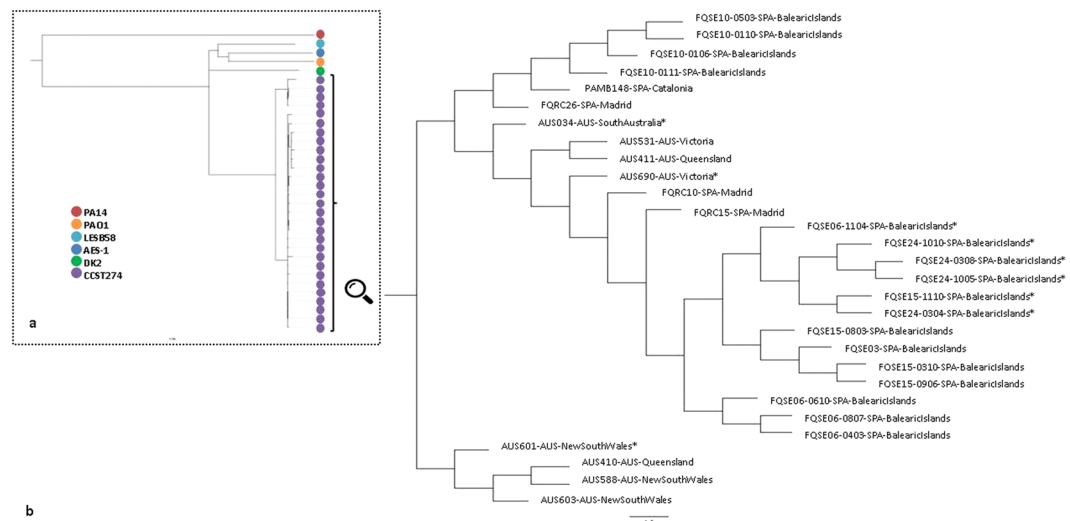 PA14
PAO1
LESB58
AES-1
DK2
CCST274
a
FQSE10-0503-SPA-BalearicIslands
FQSE10-0110-SPA-BalearicIslands
FQSE10-0106-SPA-BalearicIslands
FQSE10-0111-SPA-BalearicIslands
PAMB148-SPA-Catalonia
FQRC26-SPA-Madrid
AUS034-AUS-SouthAustralia*
AUS531-AUS-Victoria
AUS411-AUS-Queensland
AUS690-AUS-Victoria*
FQRC10-SPA-Madrid
FQRC15-SPA-Madrid
FQSE06-1104-SPA-BalearicIslands*
FQSE24-1010-SPA-BalearicIslands*
FQSE24-0308-SPA-BalearicIslands*
FQSE24-1005-SPA-BalearicIslands*
FQSE15-1110-SPA-BalearicIslands*
FQSE24-0304-SPA-BalearicIslands*
FQSE15-0803-SPA-BalearicIslands
FQSE03-SPA-BalearicIslands
FQSE15-0310-SPA-BalearicIslands
FQSE15-0906-SPA-BalearicIslands
FQSE06-0610-SPA-BalearicIslands
FQSE06-0807-SPA-BalearicIslands
FQSE06-0403-SPA-BalearicIslands
AUS601-AUS-NewSouthWales*
AUS410-AUS-Queensland
AUS588-AUS-NewSouthWales
AUS603-AUS-NewSouthWales
b